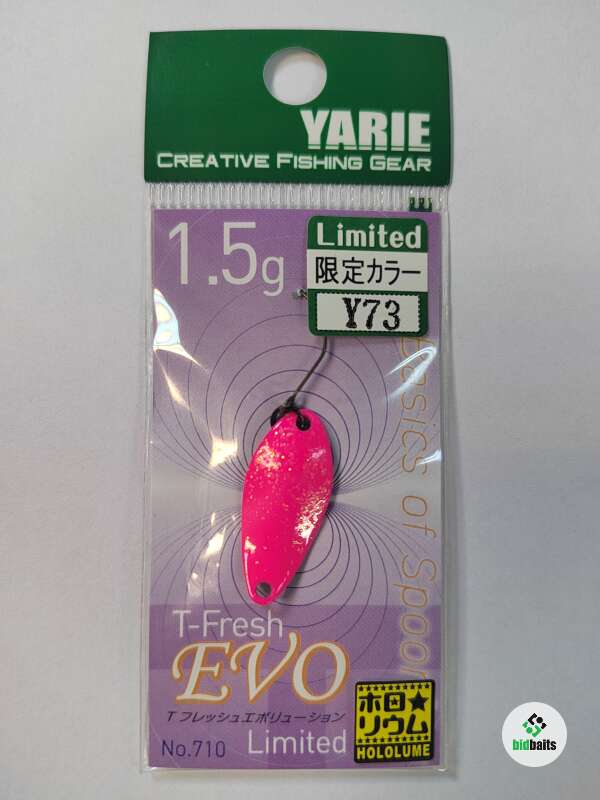 YARIE
CREATIVE FISHING GEAR
1.5g
Limited
限定カラー
Y73
Basics of Spoon
T-Fresh
EVO
T フレッシュエボリューション
No.710
Limited
ホロ★
リウム
HOLOLUME
bidbaits